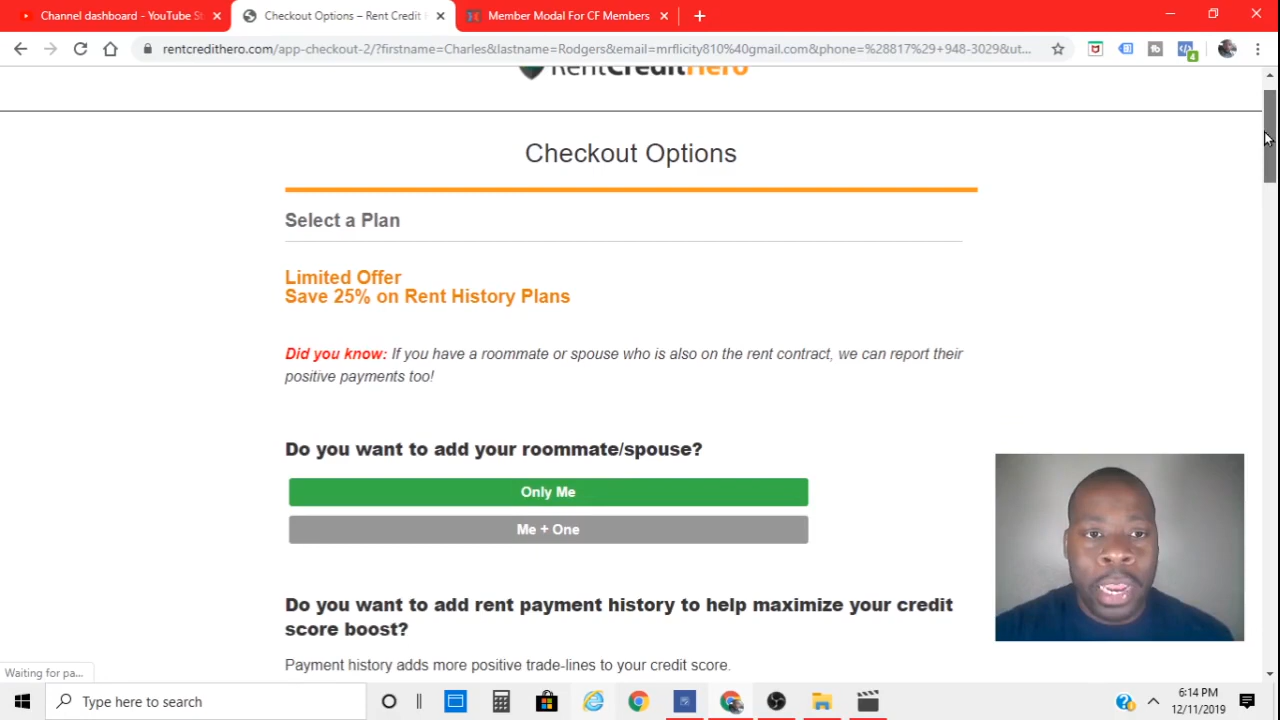 Channel dashboard - YouTube St
Checkout Options – Rent Credit
Member Modal For CF Members
rentcredithero.com/app-checkout-2/?firstname=Charles&lastname=Rodgers&email=mrflicity810%40gmail.com&phone=%28817%29+948-3029&ut...
4
RentCreditHero
Checkout Options
Select a Plan
Limited Offer
Save 25% on Rent History Plans
Did you know: If you have a roommate or spouse who is also on the rent contract, we can report their
positive payments too!
Do you want to add your roommate/spouse?
Only Me
Me + One
Do you want to add rent payment history to help maximize your credit
score boost?
Payment history adds more positive trade-lines to your credit score.
Waiting for pa...
Type here to search
6:14 PM
12/11/2019